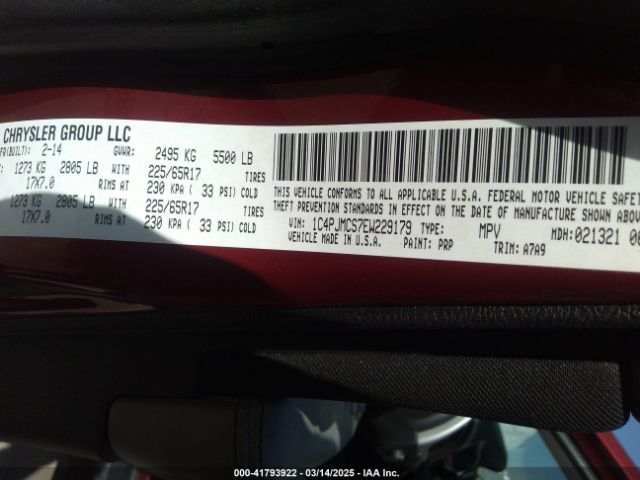 CHRYSLER GROUP LLC
FR(BUILT): 2-14 GVWR: 2495 KG 5500 LB
1273 KG 2805 LB WITH 225/65R17 TIRES
17X7.0 RIMS AT 230 KPA ( 33 PSI) COLD
1273 KG 2805 LB WITH 225/65R17 TIRES
17X7.0 RIMS AT 230 KPA ( 33 PSI) COLD
THIS VEHICLE CONFORMS TO ALL APPLICABLE U.S.A. FEDERAL MOTOR VEHICLE SAFET
THEFT PREVENTION STANDARDS IN EFFECT ON THE DATE OF MANUFACTURE SHOWN ABOV
VIN: 1C4PJMCS7EW229179 TYPE: MPV MDH: 021321 00
VEHICLE MADE IN U.S.A. PAINT: PRP TRIM: A7A9
000-41793922 - 03/14/2025 - IAA Inc.